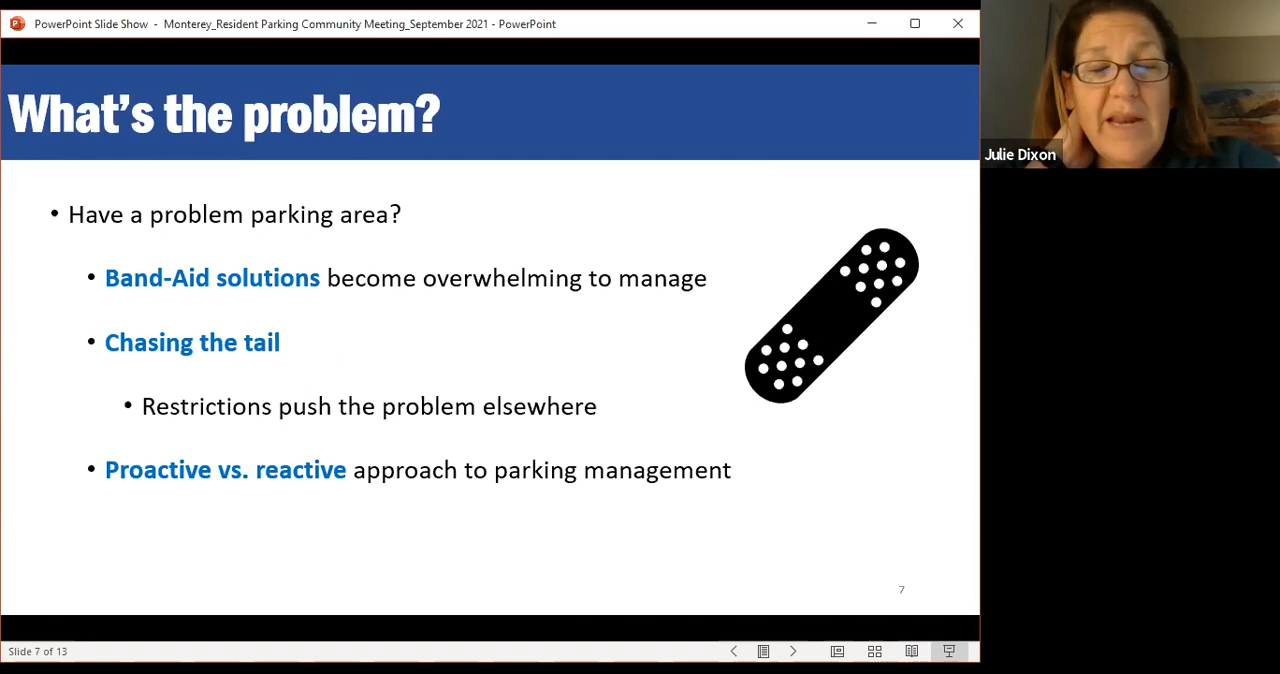 PowerPoint Slide Show - Monterey_Resident Parking Community Meeting_September 2021 - PowerPoint
What's the problem?
Julie Dixon
• Have a problem parking area?
• Band-Aid solutions become overwhelming to manage
• Chasing the tail
• Restrictions push the problem elsewhere
• Proactive vs. reactive approach to parking management
7
Slide 7 of 13